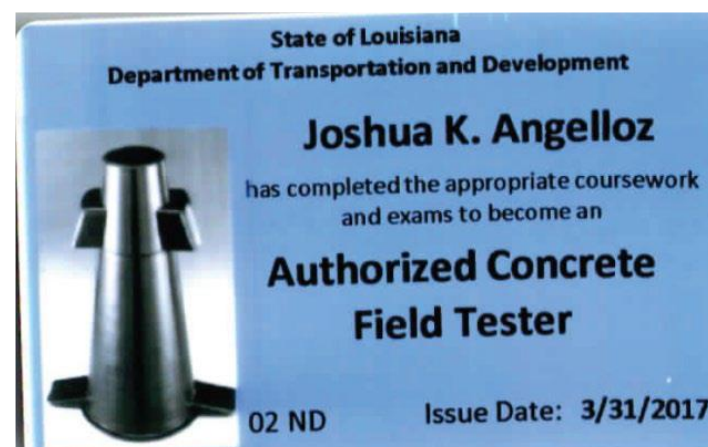 State of Louisiana
Department of Transportation and Development
Joshua K. Angelloz
has completed the appropriate coursework
and exams to become an
Authorized Concrete
Field Tester
02 ND
Issue Date: 3/31/2017